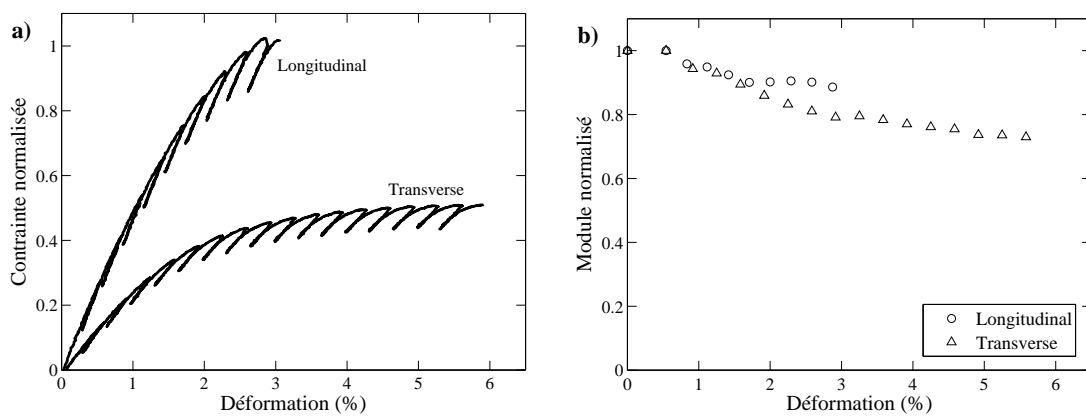 a)
Contrainte normalisée
1
0.8
0.6
0.4
0.2
0
0 1 2 3 4 5 6
Déformation (%)
Longitudinal
Transverse
b)
Module normalisé
1
0.8
0.6
0.4
0.2
0
0 1 2 3 4 5 6
Déformation (%)
Longitudinal
Transverse